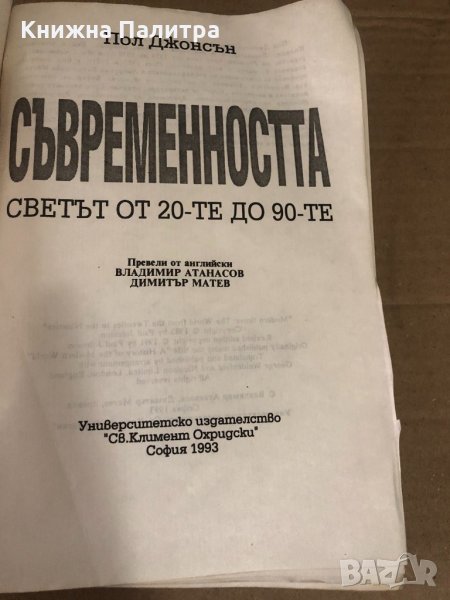 Книжна Палитра
Пол Джонсън
СЪВРЕМЕННОСТТА
СВЕТЪТ ОТ 20-ТЕ ДО 90-ТЕ
Превели от английски
ВЛАДИМИР АТАНАСОВ
ДИМИТЪР МАТЕВ
Университетско издателство
"Св.Климент Охридски"
София 1993
BAZAR